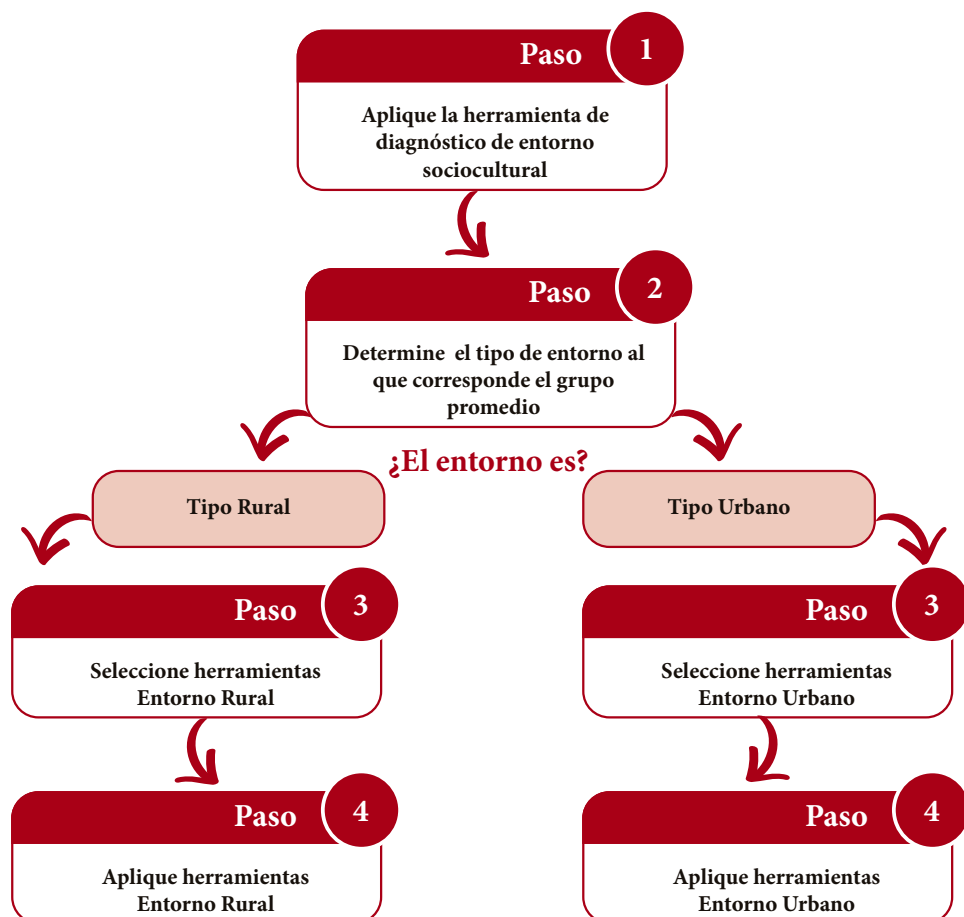 Paso 1
Aplique la herramienta de
diagnóstico de entorno
sociocultural
Paso 2
Determine el tipo de entorno al
que corresponde el grupo
promedio
¿El entorno es?
Tipo Rural
Tipo Urbano
Paso 3
Seleccione herramientas
Entorno Rural
Paso 3
Seleccione herramientas
Entorno Urbano
Paso 4
Aplique herramientas
Entorno Rural
Paso 4
Aplique herramientas
Entorno Urbano